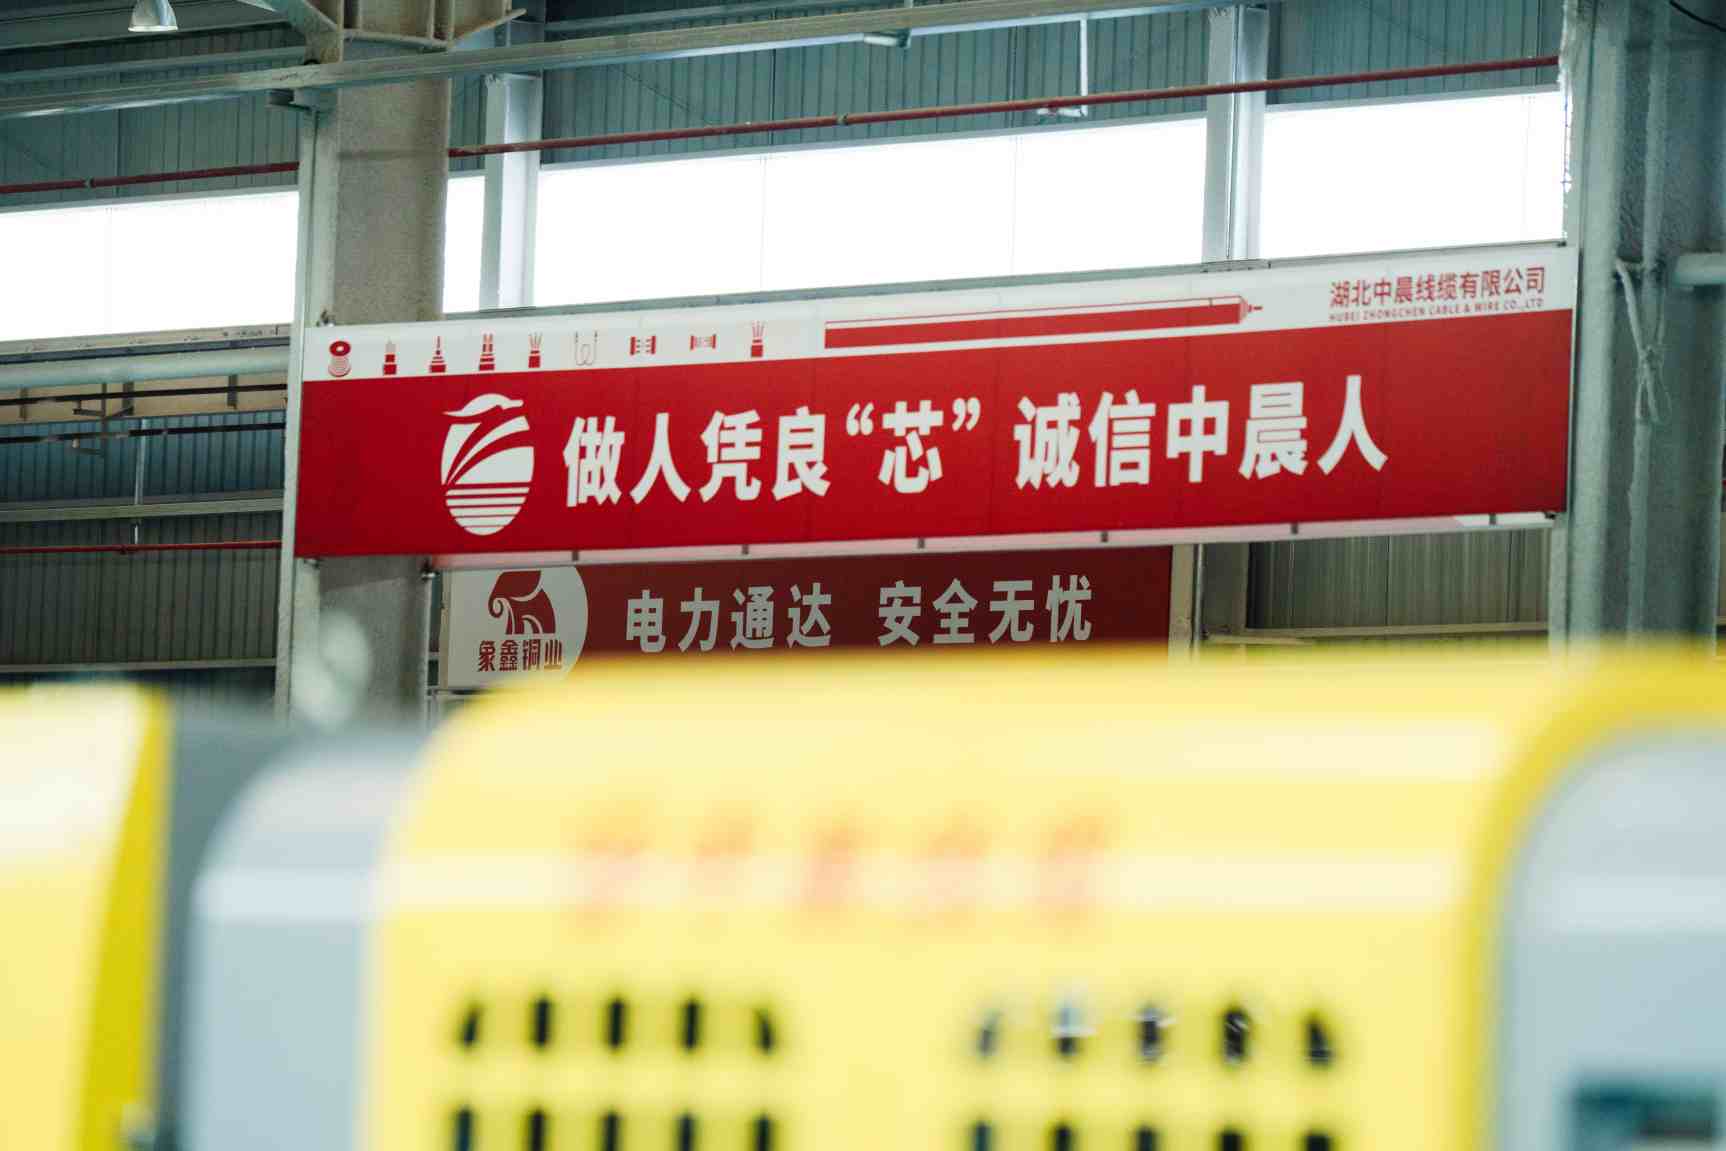 湖北中晨线缆有限公司
HUBEI ZHONGCHEN CABLE & WIRE CO.,LTD
做人凭良“芯” 诚信中晨人
电力通达 安全无忧
象鑫铜业